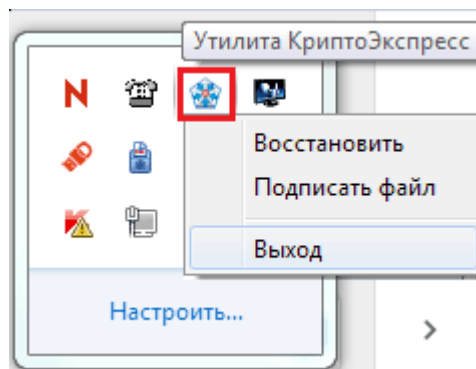 Утилита КриптоЭкспресс
Восстановить
Подписать файл
Выход
Настроить...